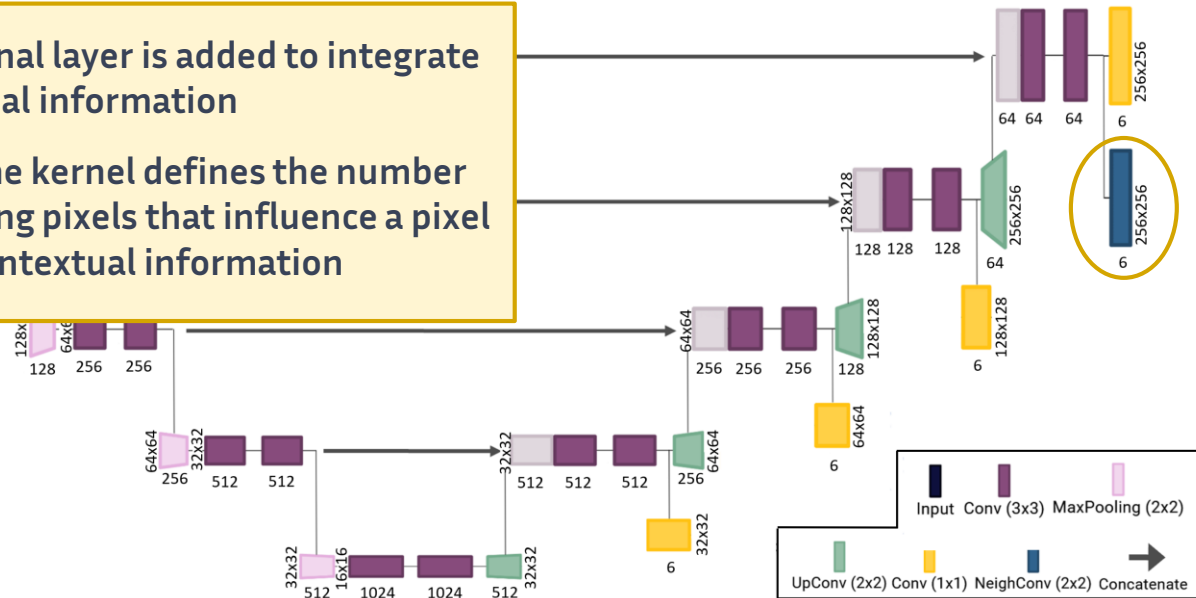 nal layer is added to integrate
al information
ne kernel defines the number
ng pixels that influence a pixel
ntextual information
64 64 64
6
256x256
128x128
128 128 128
64
256x256
6
256x256
128x
128
64x6
256 256
64x64
256 256 256
128
128x128
6
128x128
64x64
256
32x32
512 512
32x32
512 512 512
256
64x64
6
64x64
32x32
512
16x16
1024 1024
512
32x32
6
32x32
Input Conv (3x3) MaxPooling (2x2)
UpConv (2x2) Conv (1x1) NeighConv (2x2) Concatenate